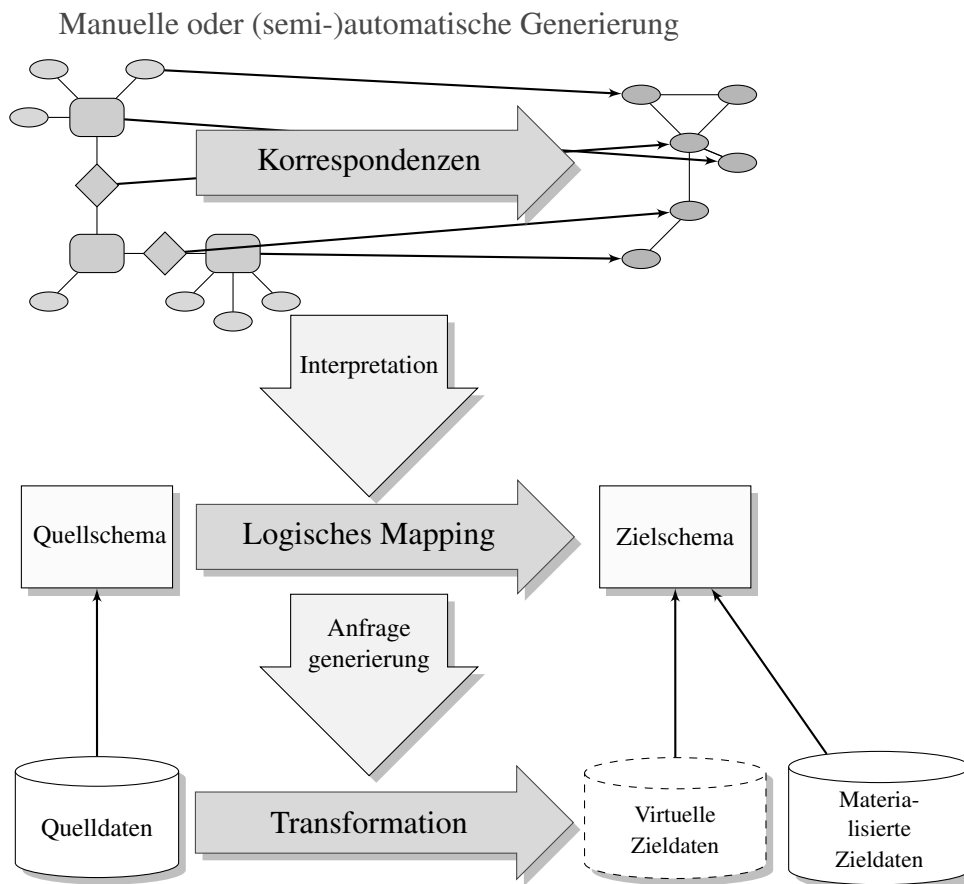 Manuelle oder (semi-)automatische Generierung
Korrespondenzen
Interpretation
Quellschema
Logisches Mapping
Zielschema
Anfrage
generierung
Quelldaten
Transformation
Virtuelle
Zieldaten
Materia-
lisierte
Zieldaten